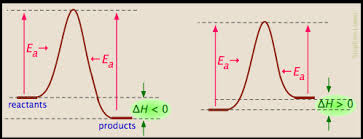 Ea→
←Ea
reactants
ΔH < 0
products
Ea→
←Ea
ΔH > 0